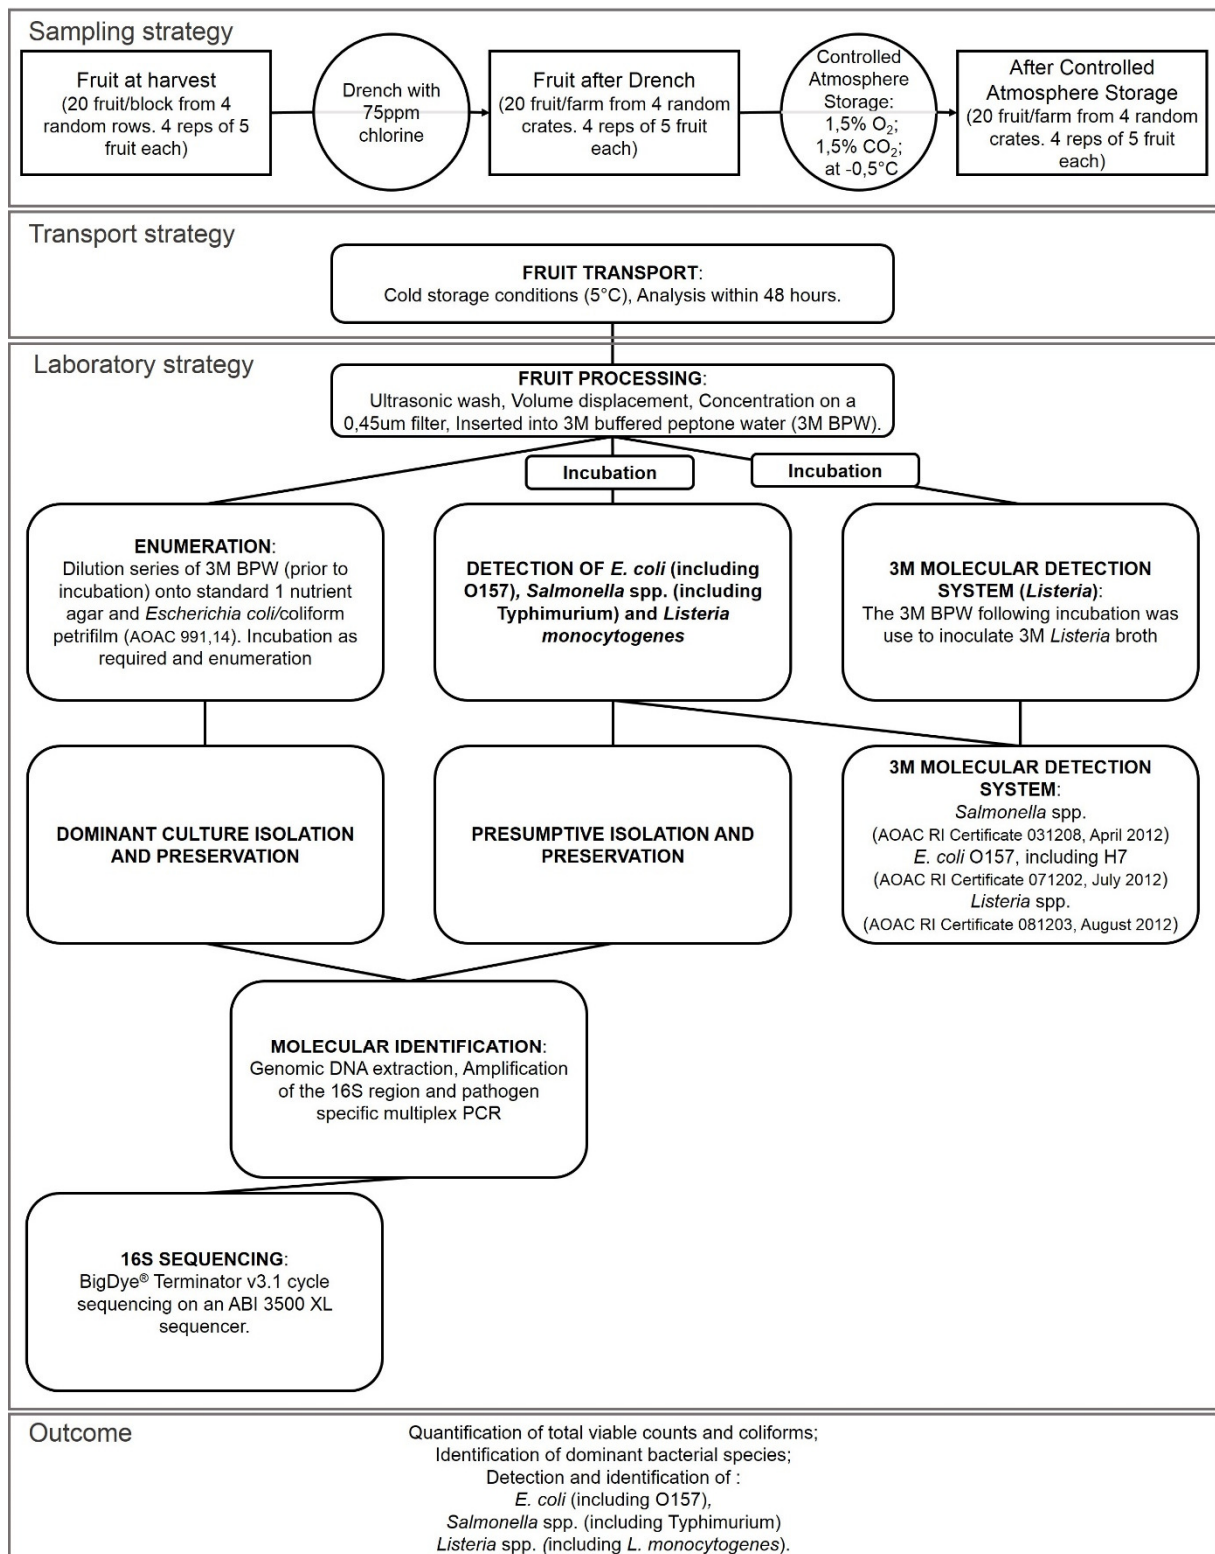 Sampling strategy
Fruit at harvest
(20 fruit/block from 4
random rows. 4 reps of 5
fruit each)
Drench with
75ppm
chlorine
Fruit after Drench
(20 fruit/farm from 4 random
crates. 4 reps of 5 fruit
each)
Controlled
Atmosphere
Storage:
1,5% O₂;
1,5% CO₂;
at -0,5°C
After Controlled
Atmosphere Storage
(20 fruit/farm from 4 random
crates. 4 reps of 5 fruit
each)
Transport strategy
FRUIT TRANSPORT:
Cold storage conditions (5°C), Analysis within 48 hours.
Laboratory strategy
FRUIT PROCESSING:
Ultrasonic wash, Volume displacement, Concentration on a
0,45um filter, Inserted into 3M buffered peptone water (3M BPW).
Incubation
Incubation
ENUMERATION:
Dilution series of 3M BPW (prior to
incubation) onto standard 1 nutrient
agar and Escherichia coli/coliform
petrifilm (AOAC 991,14). Incubation as
required and enumeration
DETECTION OF E. coli (including
O157), Salmonella spp. (including
Typhimurium) and Listeria
monocytogenes
3M MOLECULAR DETECTION
SYSTEM (Listeria):
The 3M BPW following incubation was
use to inoculate 3M Listeria broth
DOMINANT CULTURE ISOLATION
AND PRESERVATION
PRESUMPTIVE ISOLATION AND
PRESERVATION
3M MOLECULAR DETECTION
SYSTEM:
Salmonella spp.
(AOAC RI Certificate 031208, April 2012)
E. coli O157, including H7
(AOAC RI Certificate 071202, July 2012)
Listeria spp.
(AOAC RI Certificate 081203, August 2012)
MOLECULAR IDENTIFICATION:
Genomic DNA extraction, Amplification
of the 16S region and pathogen
specific multiplex PCR
16S SEQUENCING:
BigDye® Terminator v3.1 cycle
sequencing on an ABI 3500 XL
sequencer.
Outcome
Quantification of total viable counts and coliforms;
Identification of dominant bacterial species;
Detection and identification of :
E. coli (including O157),
Salmonella spp. (including Typhimurium)
Listeria spp. (including L. monocytogenes).